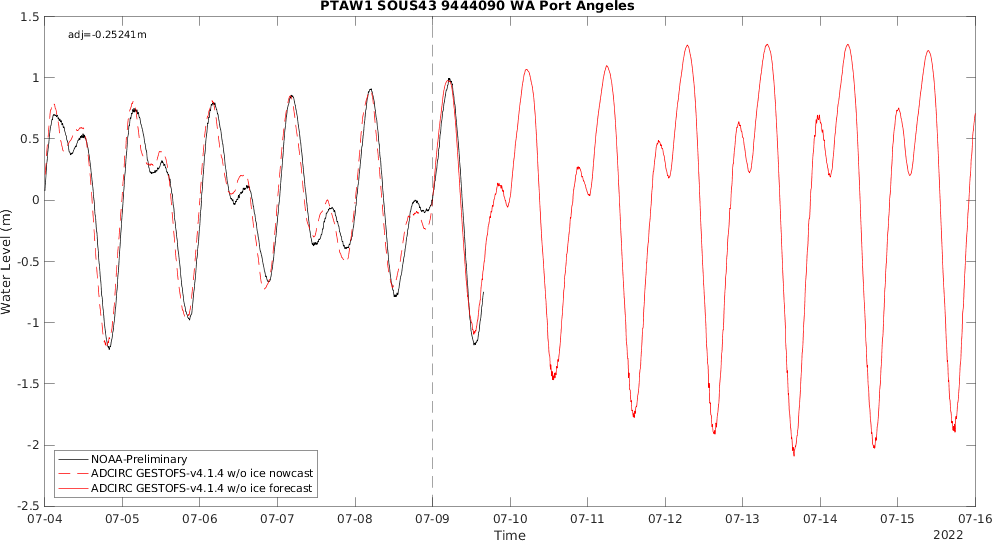 PTAW1 SOUS43 9444090 WA Port Angeles
adj=-0.25241m
1.5
1
0.5
0
-0.5
-1
-1.5
-2
-2.5
Water Level (m)
NOAA-Preliminary
ADCIRC GESTOFS-v4.1.4 w/o ice nowcast
ADCIRC GESTOFS-v4.1.4 w/o ice forecast
07-04 07-05 07-06 07-07 07-08 07-09 07-10 07-11 07-12 07-13 07-14 07-15 07-16
Time
2022